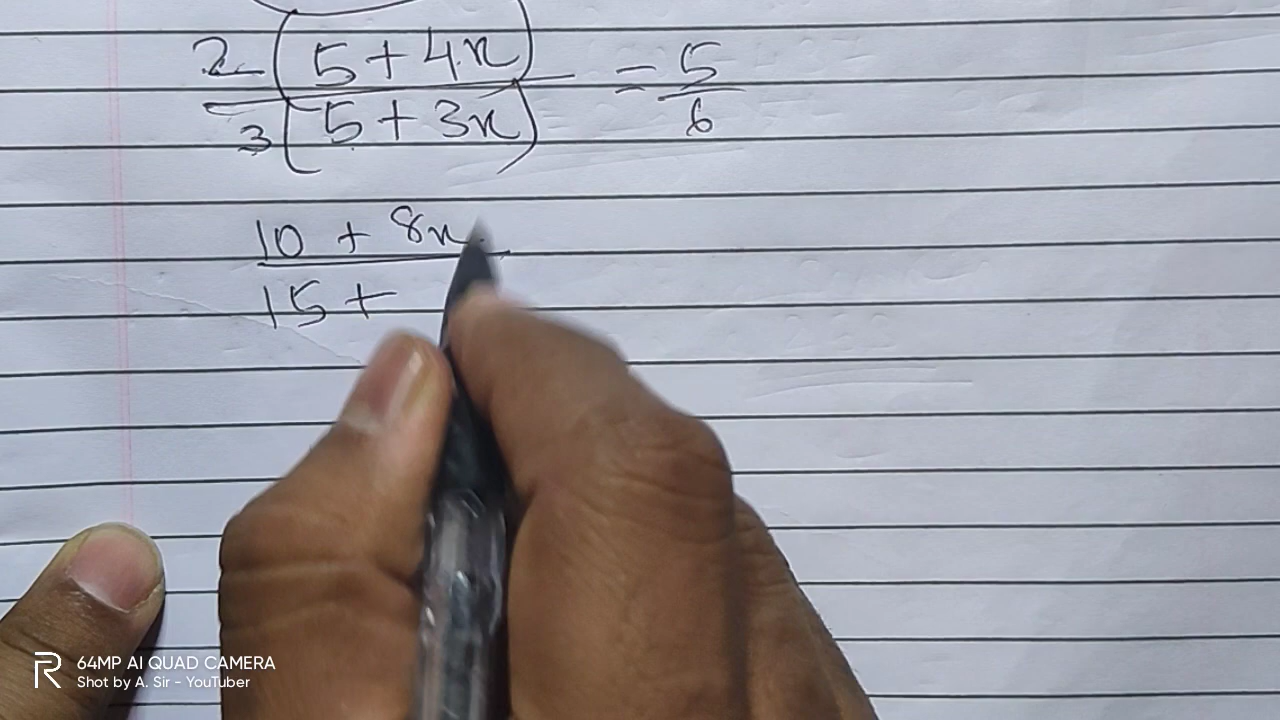 2 (5 + 4x)
3 (5 + 3x) = 5
6
10 + 8x
15 +
R 64MP AI QUAD CAMERA
Shot by A. Sir - YouTuber